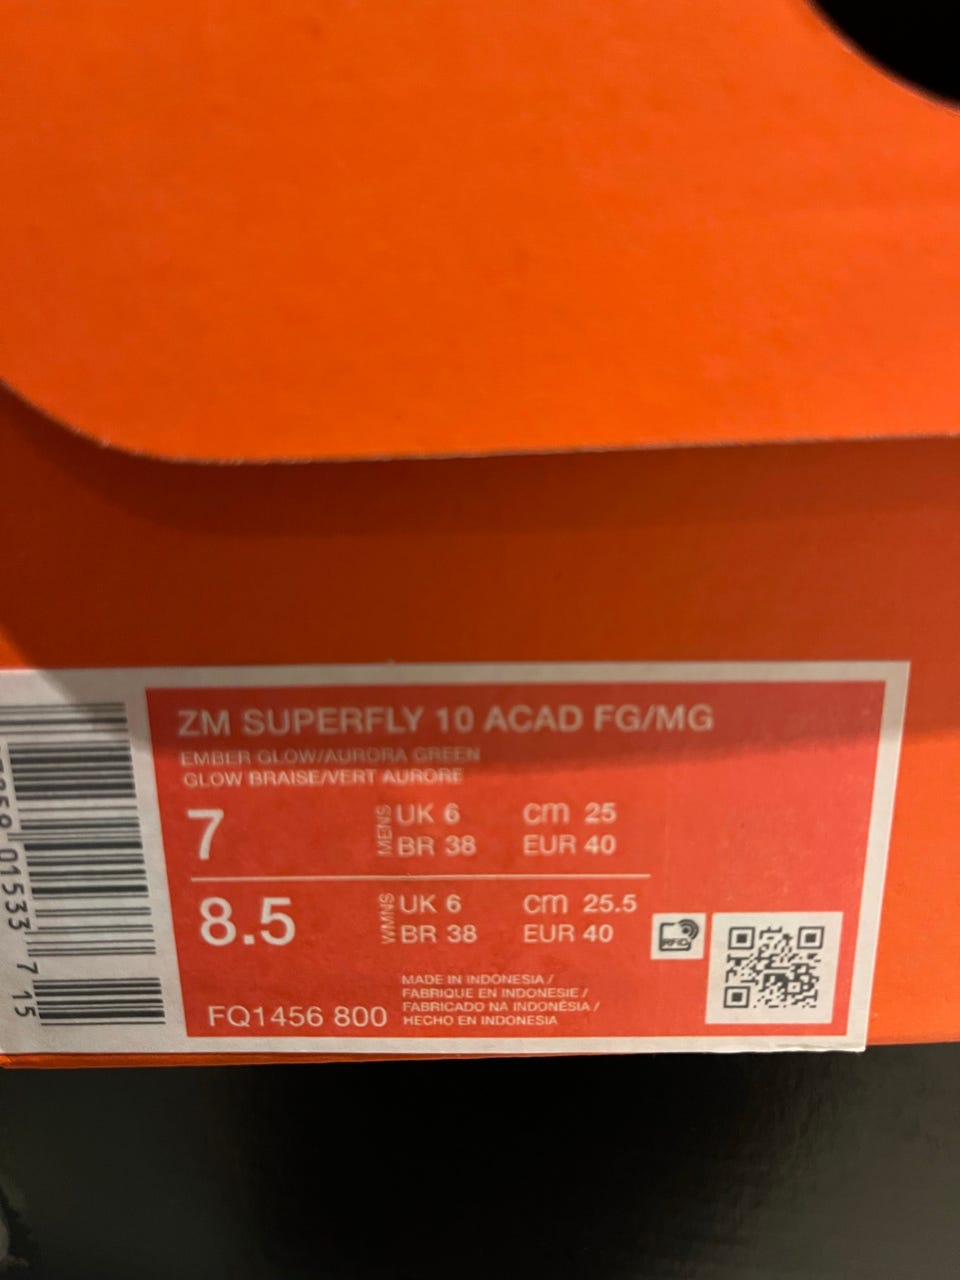 ZM SUPERFLY 10 ACAD FG/MG
EMBER GLOW/AURORA GREEN
GLOW BRAISE/VERT AURORE
7 MENS UK 6 cm 25
BR 38 EUR 40
8.5 WMNS UK 6 cm 25.5
BR 38 EUR 40
RFID
FQ1456 800
MADE IN INDONESIA /
FABRIQUE EN INDONESIE /
FABRICADO NA INDONÉSIA /
HECHO EN INDONESIA
01533 7 15